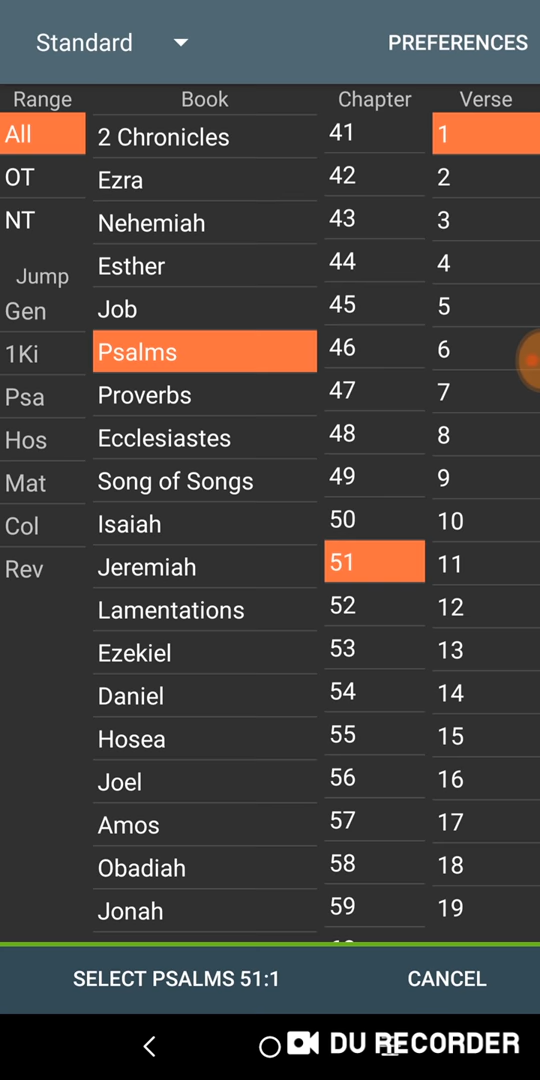 Standard
PREFERENCES
Range
Book
Chapter
Verse
All
OT
NT
Jump
Gen
1Ki
Psa
Hos
Mat
Col
Rev
2 Chronicles
Ezra
Nehemiah
Esther
Job
Psalms
Proverbs
Ecclesiastes
Song of Songs
Isaiah
Jeremiah
Lamentations
Ezekiel
Daniel
Hosea
Joel
Amos
Obadiah
Jonah
41
42
43
44
45
46
47
48
49
50
51
52
53
54
55
56
57
58
59
1
2
3
4
5
6
7
8
9
10
11
12
13
14
15
16
17
18
19
SELECT PSALMS 51:1
CANCEL
DU RECORDER